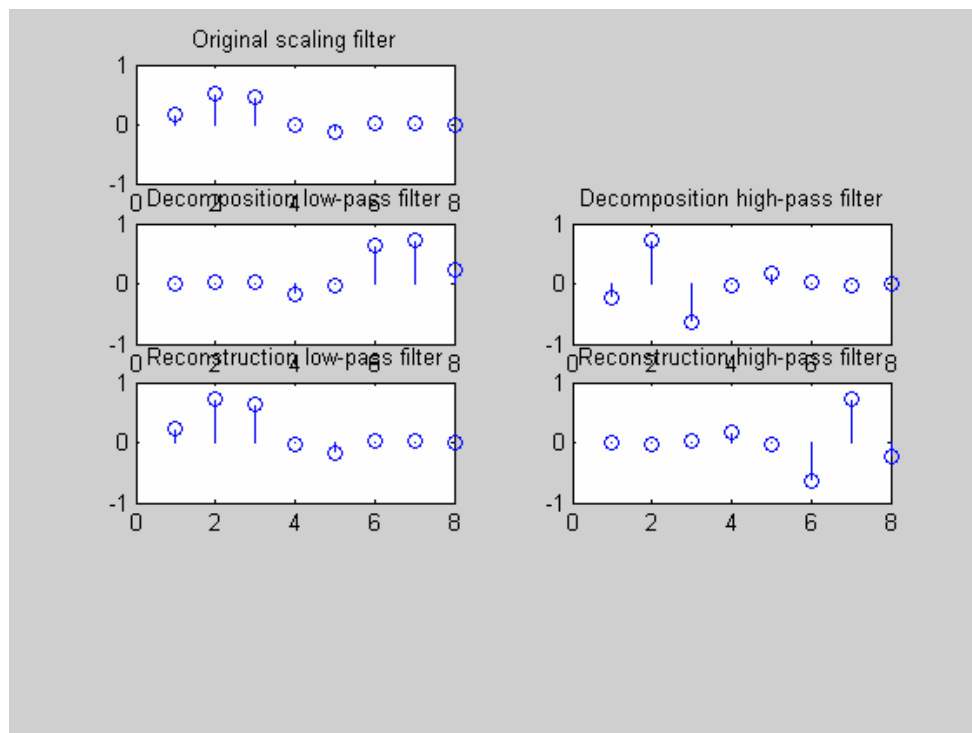 Original scaling filter
1
0
-1
0 2 4 6 8
Decomposition low-pass filter
1
0
-1
0 2 4 6 8
Decomposition high-pass filter
1
0
-1
0 2 4 6 8
Reconstruction low-pass filter
1
0
-1
0 2 4 6 8
Reconstruction high-pass filter
1
0
-1
0 2 4 6 8